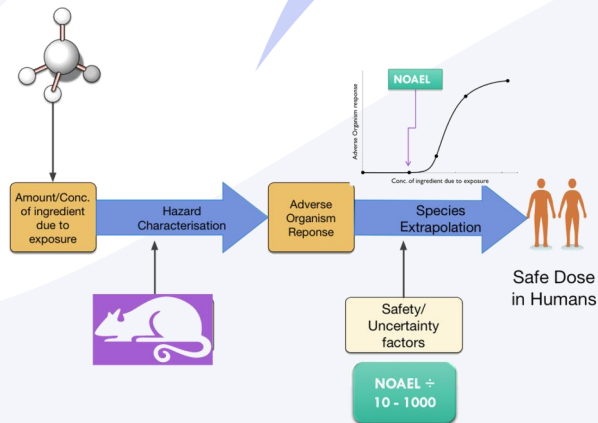 NOAEL
Adverse Organism response
Conc. of ingredient due to exposure
Amount/Conc.
of ingredient
due to
exposure
Hazard
Characterisation
Adverse
Organism
Reponse
Species
Extrapolation
Safe Dose
in Humans
Safety/
Uncertainty
factors
NOAEL ÷
10 - 1000